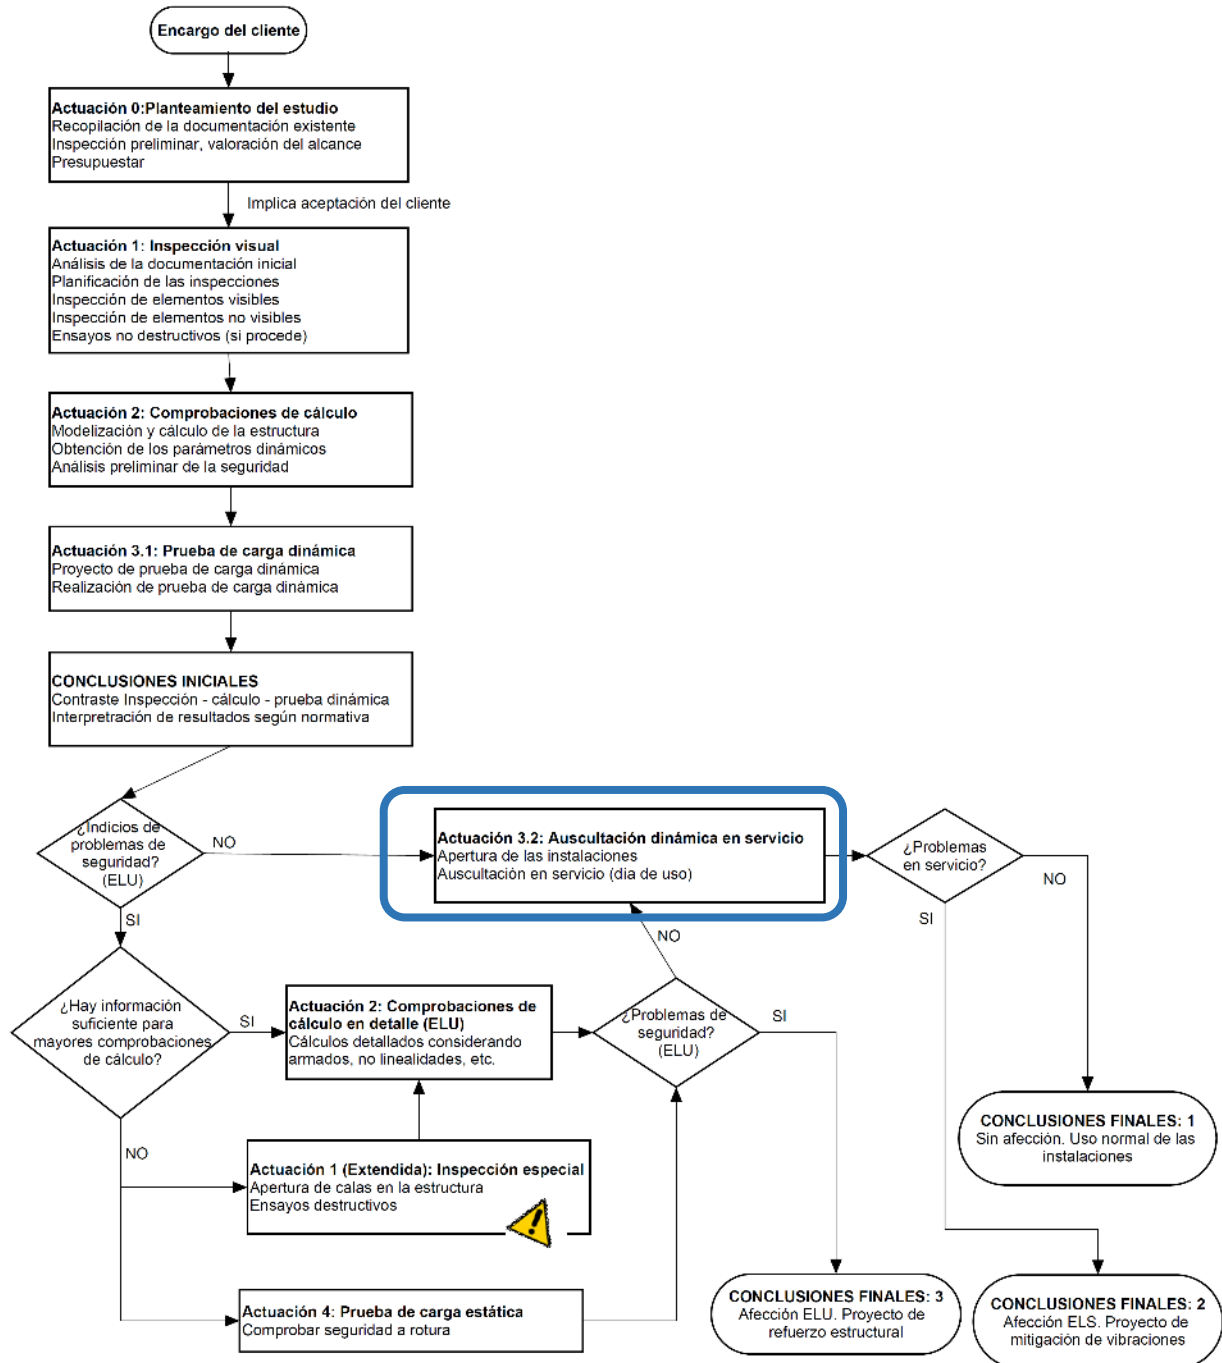 Encargo del cliente
Actuación 0:Planteamiento del estudio
Recopilación de la documentación existente
Inspección preliminar, valoración del alcance
Presupuestar
Implica aceptación del cliente
Actuación 1: Inspección visual
Análisis de la documentación inicial
Planificación de las inspecciones
Inspección de elementos visibles
Inspección de elementos no visibles
Ensayos no destructivos (si procede)
Actuación 2: Comprobaciones de cálculo
Modelización y cálculo de la estructura
Obtención de los parámetros dinámicos
Análisis preliminar de la seguridad
Actuación 3.1: Prueba de carga dinámica
Proyecto de prueba de carga dinámica
Realización de prueba de carga dinámica
CONCLUSIONES INICIALES
Contraste Inspección - cálculo - prueba dinámica
Interpretración de resultados según normativa
¿Indicios de
problemas de
seguridad?
(ELU)
NO
SI
Actuación 3.2: Auscultación dinámica en servicio
Apertura de las instalaciones
Auscultación en servicio (dia de uso)
¿Problemas
en servicio?
NO
SI
¿Hay información
suficiente para
mayores comprobaciones
de cálculo?
SI
NO
Actuación 2: Comprobaciones de
cálculo en detalle (ELU)
Cálculos detallados considerando
armados, no linealidades, etc.
¿Problemas de
seguridad?
(ELU)
NO
SI
Actuación 1 (Extendida): Inspección especial
Apertura de calas en la estructura
Ensayos destructivos
Actuación 4: Prueba de carga estática
Comprobar seguridad a rotura
CONCLUSIONES FINALES: 1
Sin afección. Uso normal de las
instalaciones
CONCLUSIONES FINALES: 3
Afección ELU. Proyecto de
refuerzo estructural
CONCLUSIONES FINALES: 2
Afección ELS. Proyecto de
mitigación de vibraciones